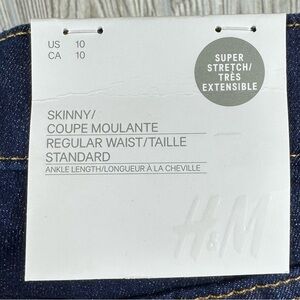 US 10
CA 10
SUPER
STRETCH/
TRÈS
EXTENSIBLE
SKINNY/
COUPE MOULANTE
REGULAR WAIST/TAILLE
STANDARD
ANKLE LENGTH/LONGUEUR À LA CHEVILLE
H&M